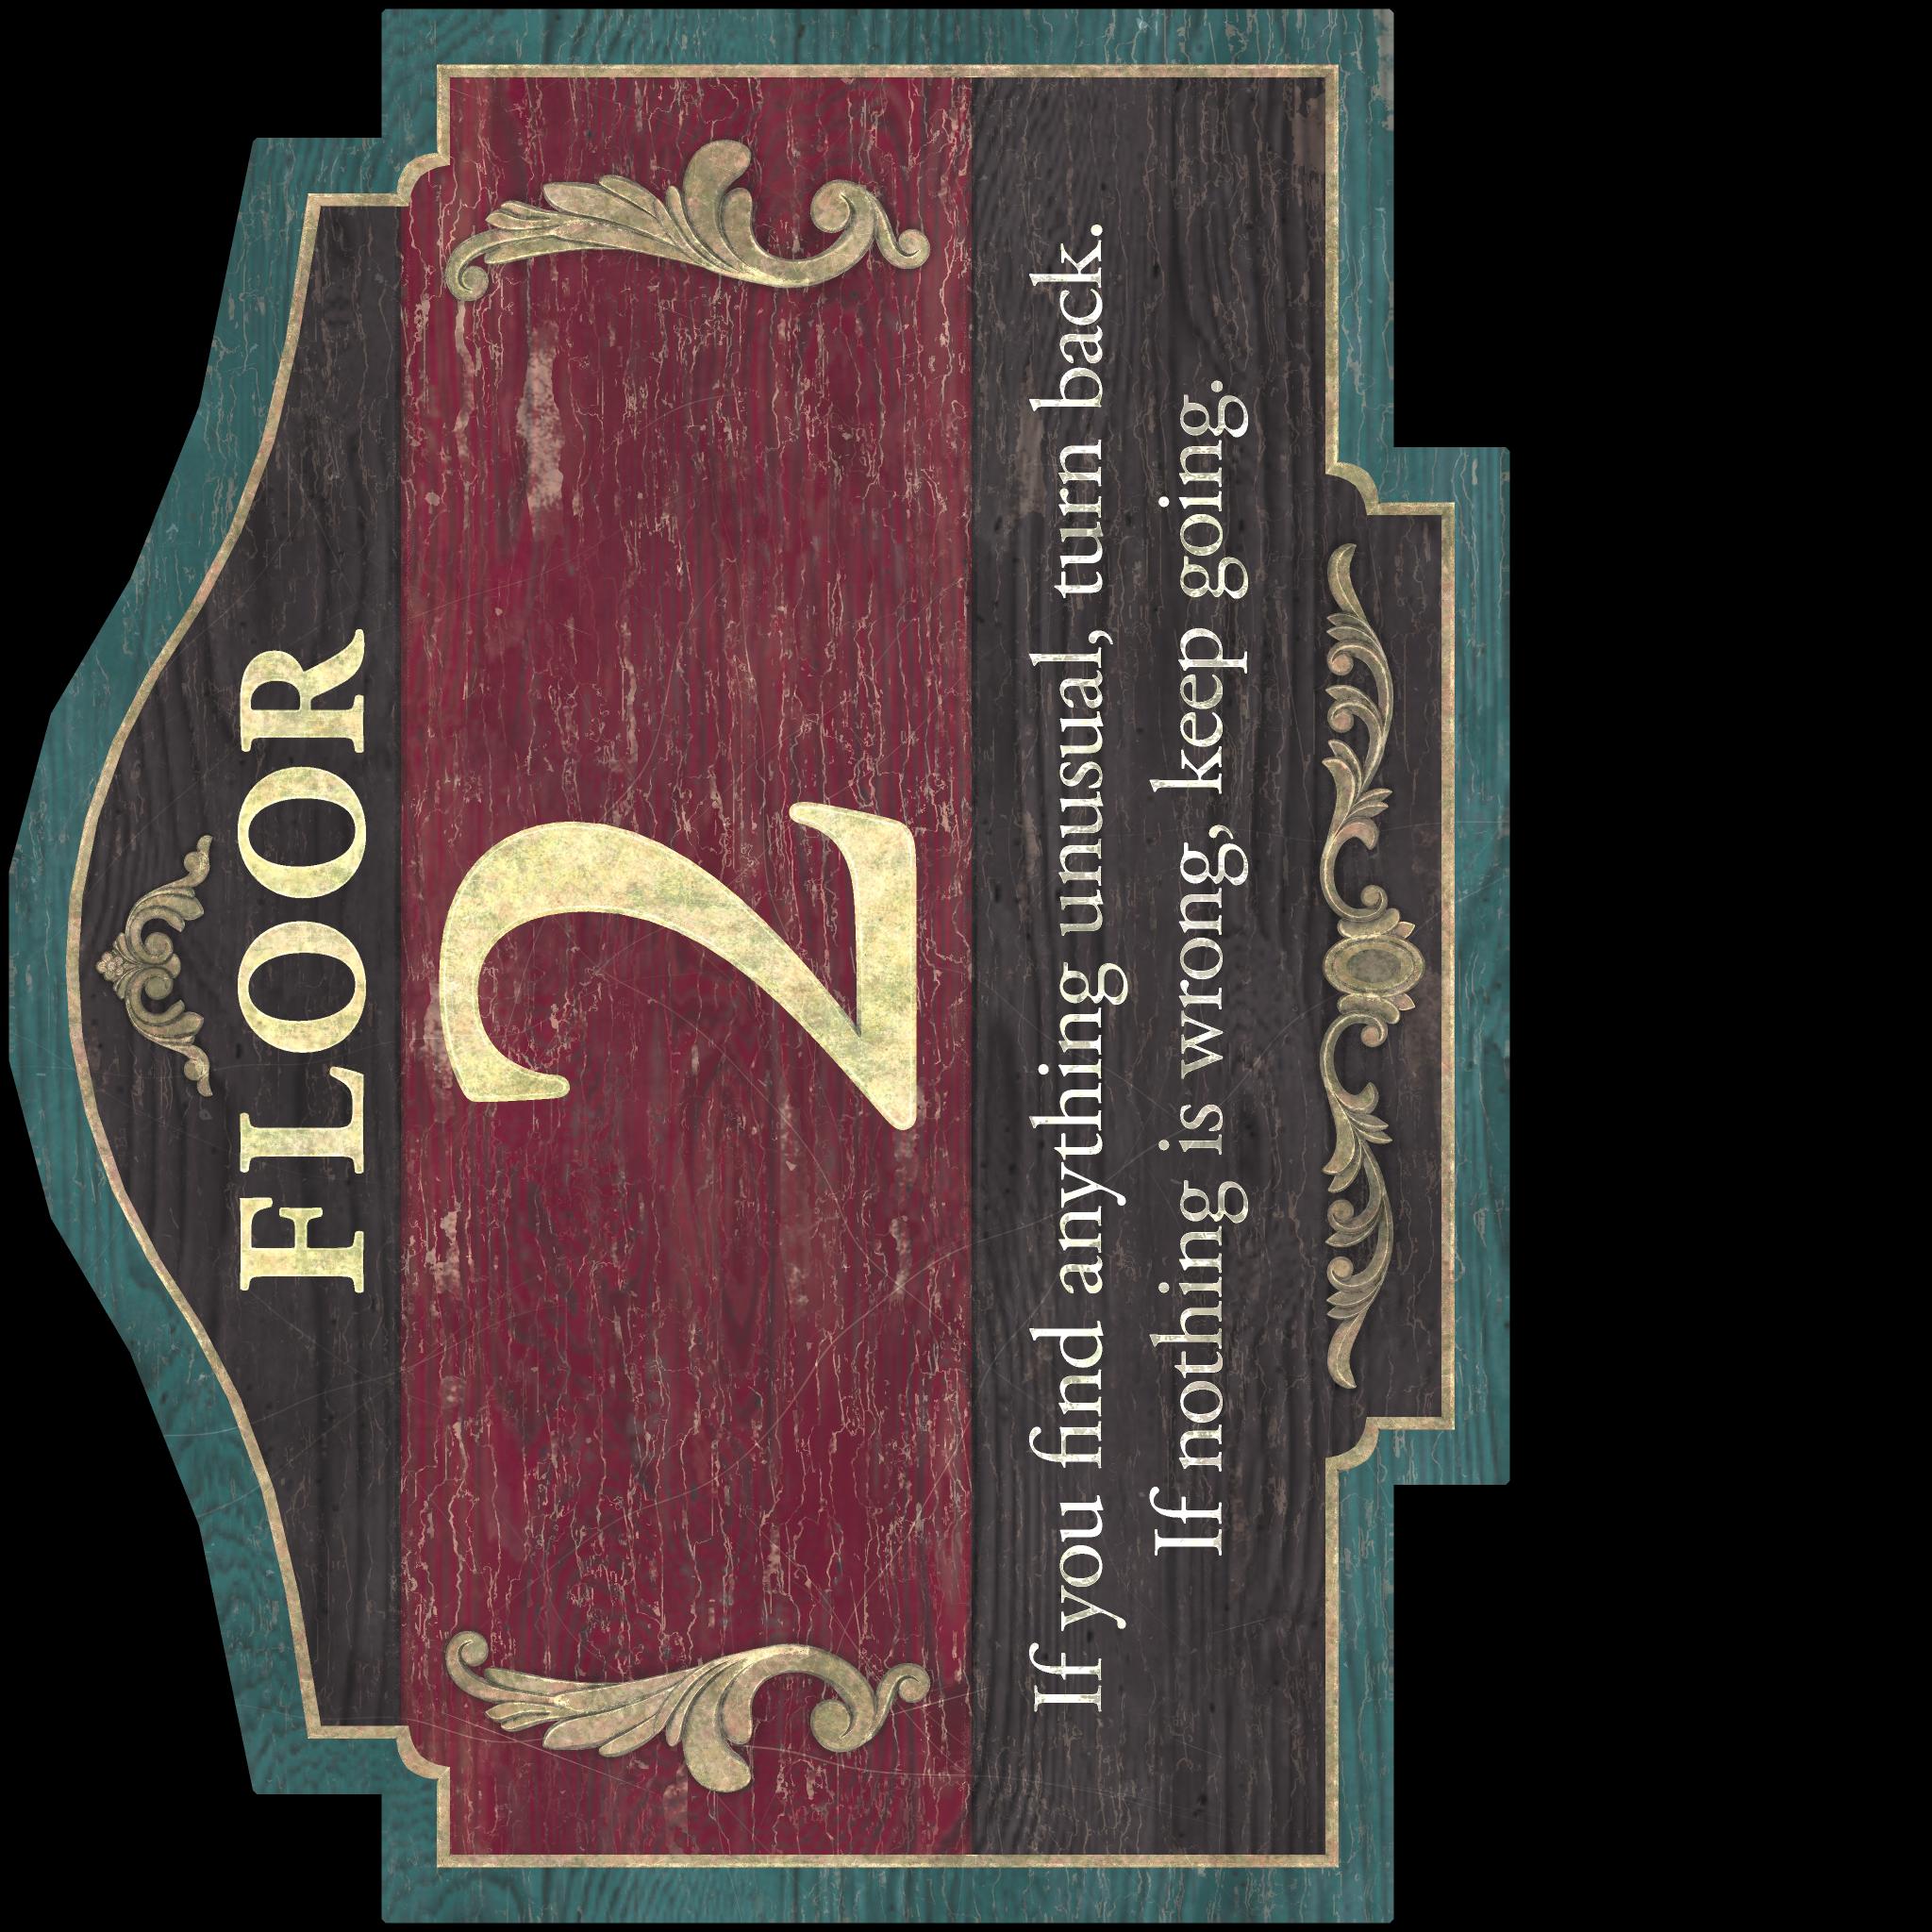 FLOOR
2
If you find anything unusual, turn back.
If nothing is wrong, keep going.